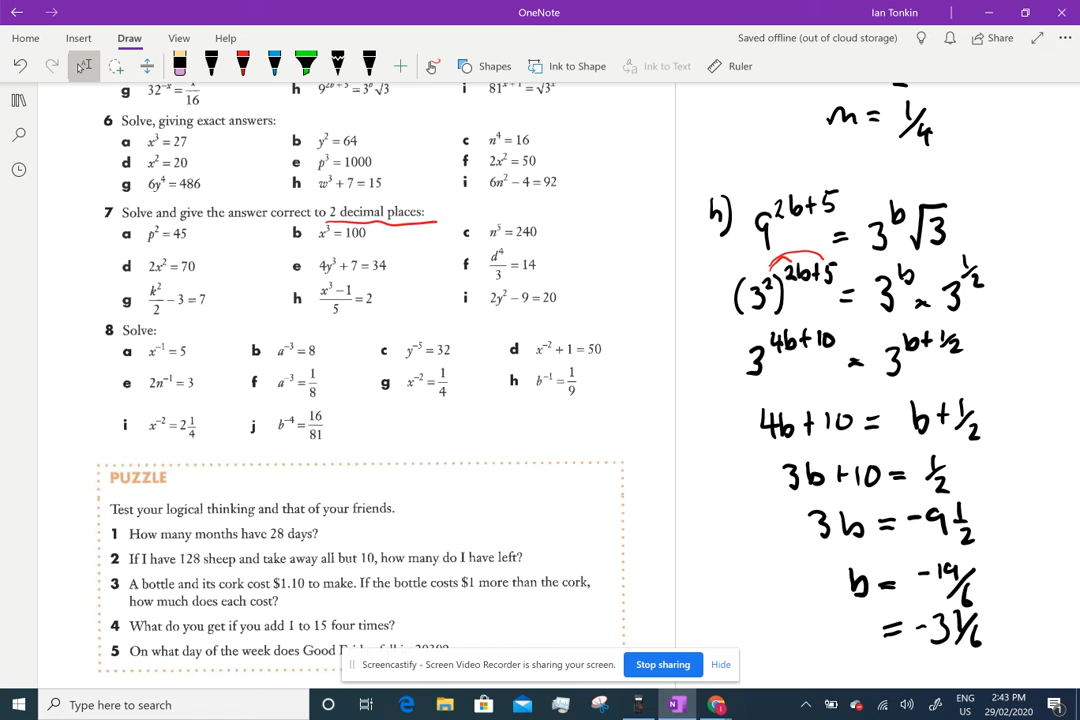 OneNote
Ian Tonkin
Home Insert Draw View Help
Saved offline (out of cloud storage)
Share
Shapes
Ink to Shape
Ink to Text
Ruler
g 32^-x = 1/16 h 9^(2b+5) = 3^b√3 i
6 Solve, giving exact answers:
a x³ = 27 b y² = 64 c n⁴ = 16
d x² = 20 e p³ = 1000 f 2x² = 50
g 6y⁴ = 486 h w³ + 7 = 15 i 6n² − 4 = 92
7 Solve and give the answer correct to 2 decimal places:
a p² = 45 b x³ = 100 c n⁵ = 240
d 2x² = 70 e 4y³ + 7 = 34 f d⁴/3 = 14
g k²/2 − 3 = 7 h (x³ − 1)/5 = 2 i 2y² − 9 = 20
8 Solve:
a x⁻¹ = 5 b a⁻³ = 8 c y⁻⁵ = 32 d x⁻² + 1 = 50
e 2n⁻¹ = 3 f a⁻³ = 1/8 g x⁻² = 1/4 h b⁻¹ = 1/9
i x⁻² = 2 1/4 j b⁻⁴ = 16/81
PUZZLE
Test your logical thinking and that of your friends.
1 How many months have 28 days?
2 If I have 128 sheep and take away all but 10, how many do I have left?
3 A bottle and its cork cost $1.10 to make. If the bottle costs $1 more than the cork,
how much does each cost?
4 What do you get if you add 1 to 15 four times?
5 On what day of the week does Good
m = 1/4
h) 9^(2b+5) = 3^b√3
(3²)^(2b+5) = 3^b × 3^(1/2)
3^(4b+10) = 3^(b+1/2)
4b+10 = b+1/2
3b+10 = 1/2
3b = -9 1/2
b = -19/6
= -3 1/6
Screencastify - Screen Video Recorder is sharing your screen.
Stop sharing
Hide
Type here to search
ENG
US
2:43 PM
29/02/2020
1